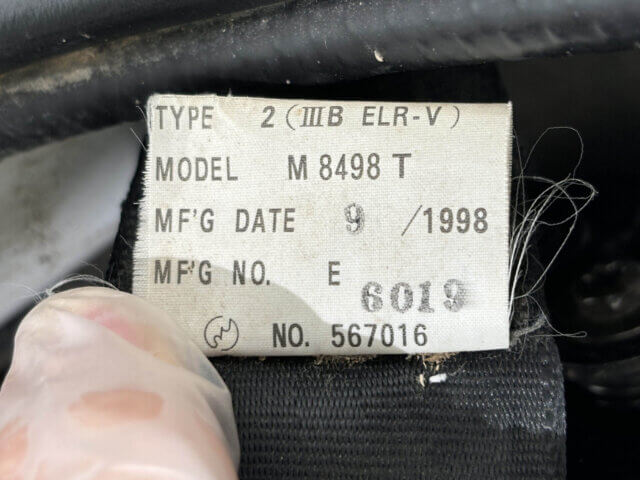 TYPE 2 (ⅢB ELR-V)
MODEL M 8498 T
MF'G DATE 9 /1998
MF'G NO. E 6019
NO. 567016